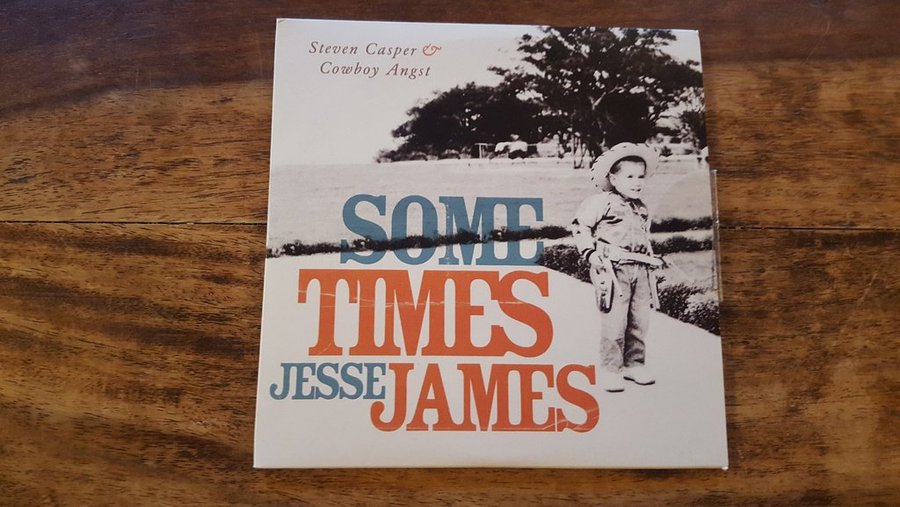 Steven Casper &
Cowboy Angst
SOME
TIMES
JESSE JAMES